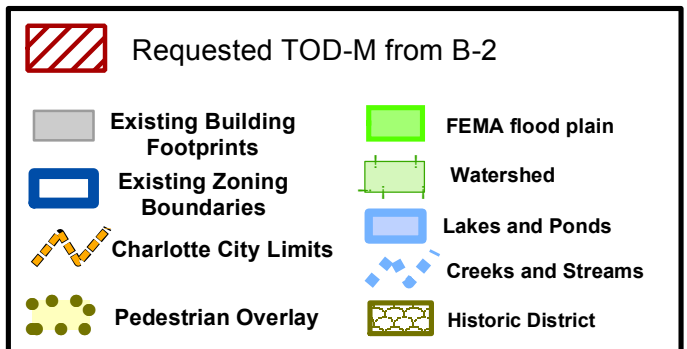 Requested TOD-M from B-2
Existing Building
Footprints
Existing Zoning
Boundaries
Charlotte City Limits
Pedestrian Overlay
FEMA flood plain
Watershed
Lakes and Ponds
Creeks and Streams
Historic District